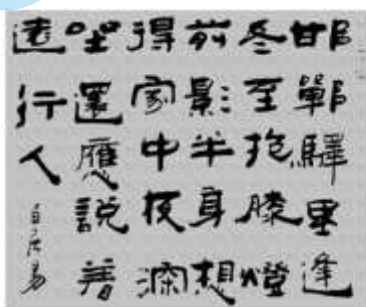 邯鄲驛里逢
冬至抱膝燈
前影半身想
得家中夜深
坐還應説着
遠行人
白居易